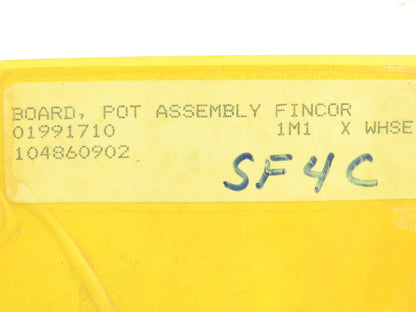 BOARD, POT ASSEMBLY FINCOR
01991710 1M1 X WHSE
104860902
SF4C